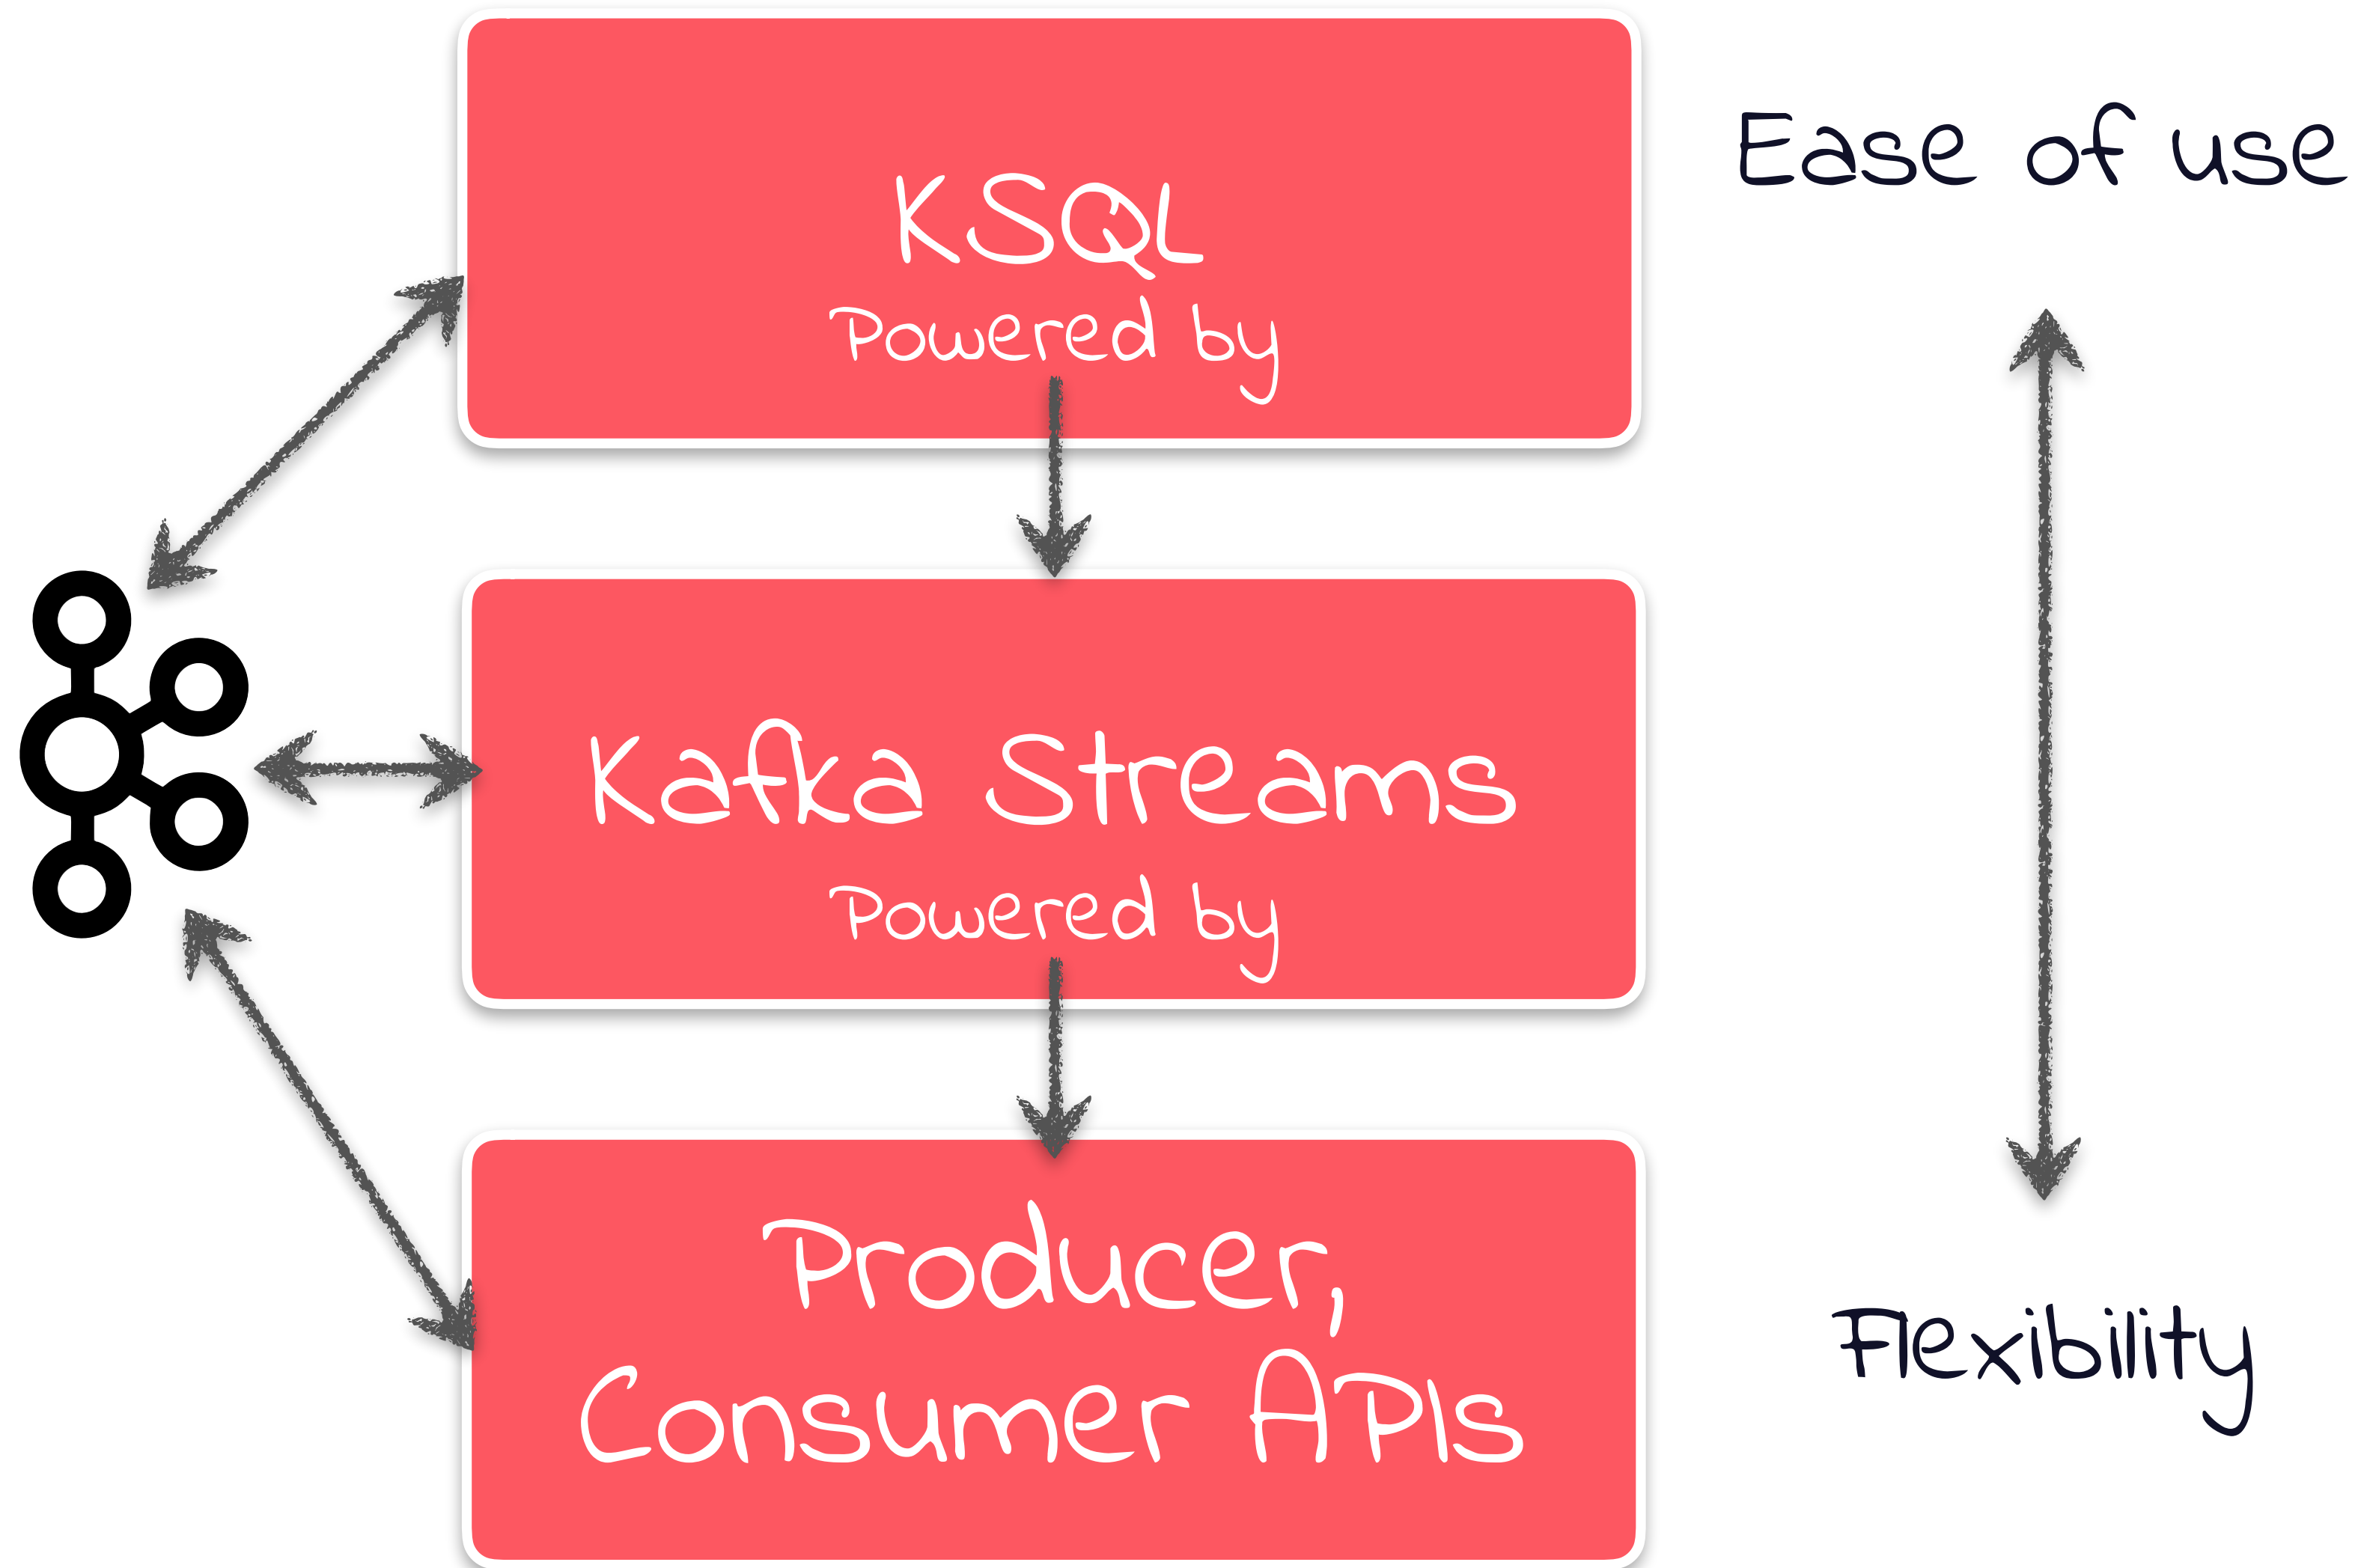 KSQL
Powered by
Ease of use
Kafka Streams
Powered by
Producer,
Consumer APIs
Flexibility